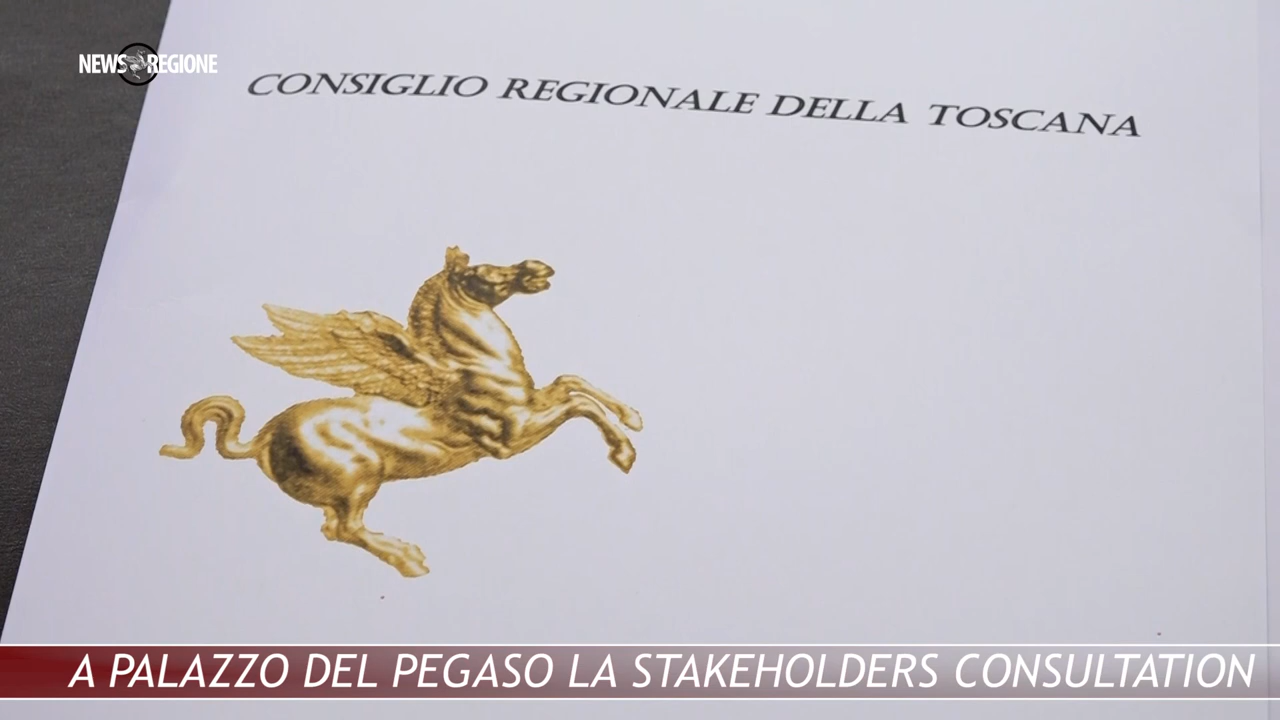 NEWS REGIONE
CONSIGLIO REGIONALE DELLA TOSCANA
A PALAZZO DEL PEGASO LA STAKEHOLDERS CONSULTATION